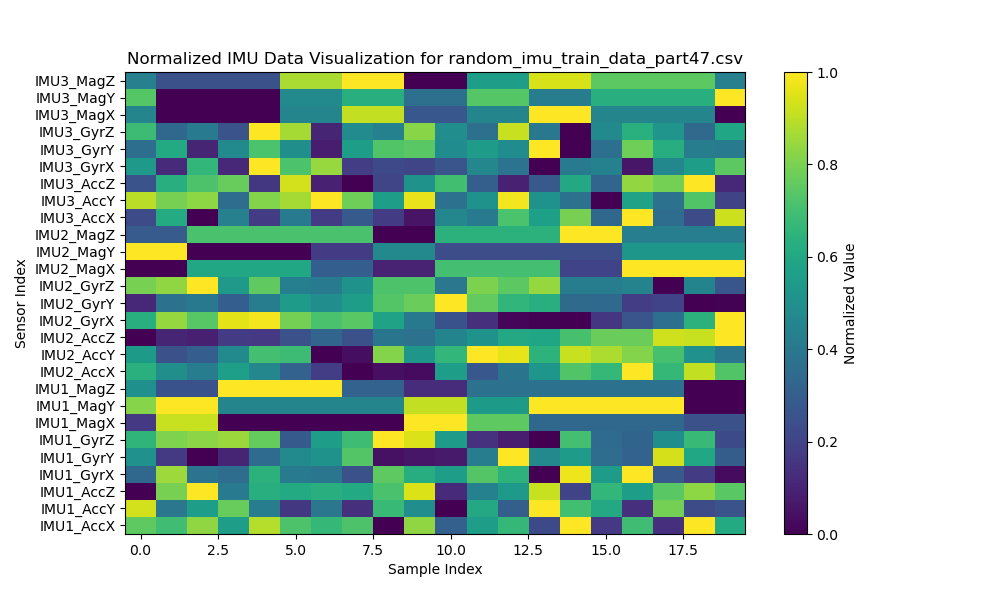 Normalized IMU Data Visualization for random_imu_train_data_part47.csv
IMU3_MagZ
IMU3_MagY
IMU3_MagX
IMU3_GyrZ
IMU3_GyrY
IMU3_GyrX
IMU3_AccZ
IMU3_AccY
IMU3_AccX
IMU2_MagZ
IMU2_MagY
IMU2_MagX
IMU2_GyrZ
IMU2_GyrY
IMU2_GyrX
IMU2_AccZ
IMU2_AccY
IMU2_AccX
IMU1_MagZ
IMU1_MagY
IMU1_MagX
IMU1_GyrZ
IMU1_GyrY
IMU1_GyrX
IMU1_AccZ
IMU1_AccY
IMU1_AccX
Sensor Index
0.0 2.5 5.0 7.5 10.0 12.5 15.0 17.5
Sample Index
1.0
0.8
0.6
0.4
0.2
0.0
Normalized Value